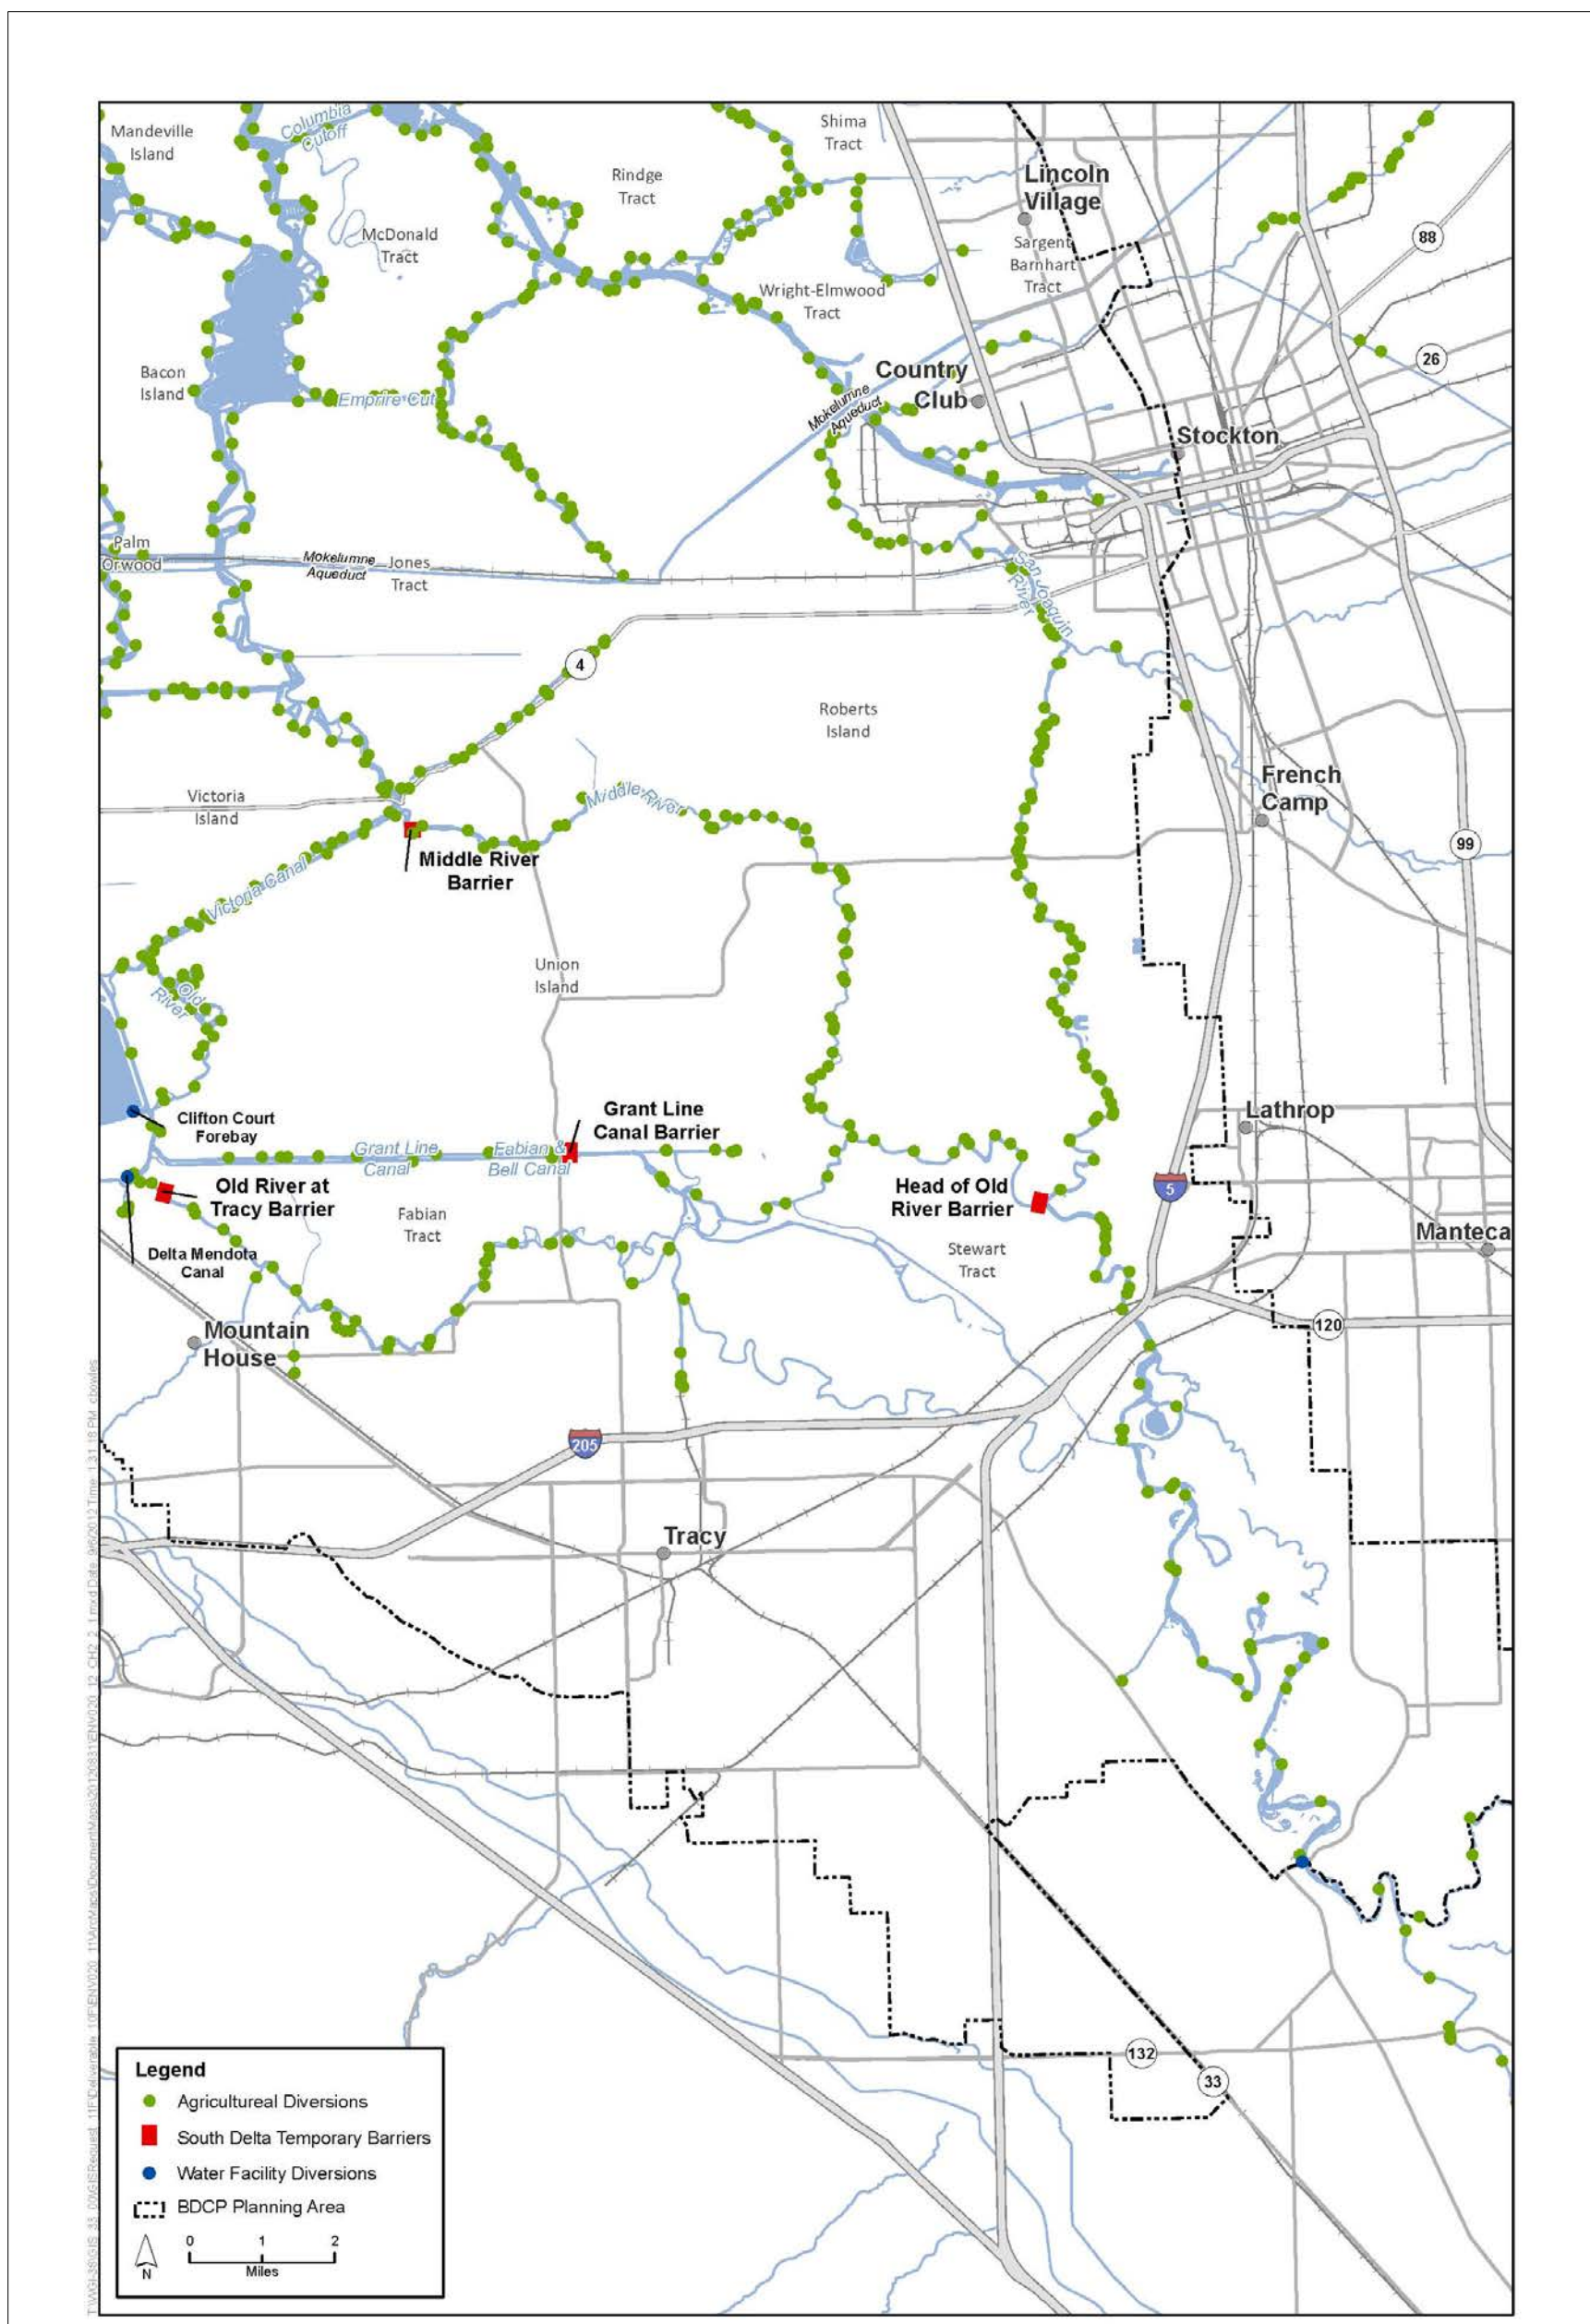 Columbia
Cutoff
Mandeville
Island
Shima
Tract
Rindge
Tract
Lincoln
Village
McDonald
Tract
88
Sargent
Barnhart
Tract
Wright-Elmwood
Tract
26
Bacon
Island
Country
Club
Emprire Cut
Mokelumne
Aqueduct
Stockton
Palm
Orwood
Mokelumne
Aqueduct
Jones
Tract
San Joaquin
River
4
Roberts
Island
Victoria
Island
Middle River
French
Camp
99
Middle River
Barrier
Victoria Canal
Union
Island
Old
River
Clifton Court
Forebay
Grant Line
Canal Barrier
Lathrop
Grant Line
Canal
Fabian &
Bell Canal
Old River at
Tracy Barrier
Head of Old
River Barrier
5
Fabian
Tract
Manteca
Delta Mendota
Canal
Stewart
Tract
Mountain
House
120
205
Tracy
132
33
Legend
Agricultureal Diversions
South Delta Temporary Barriers
Water Facility Diversions
BDCP Planning Area
0 1 2
Miles
N